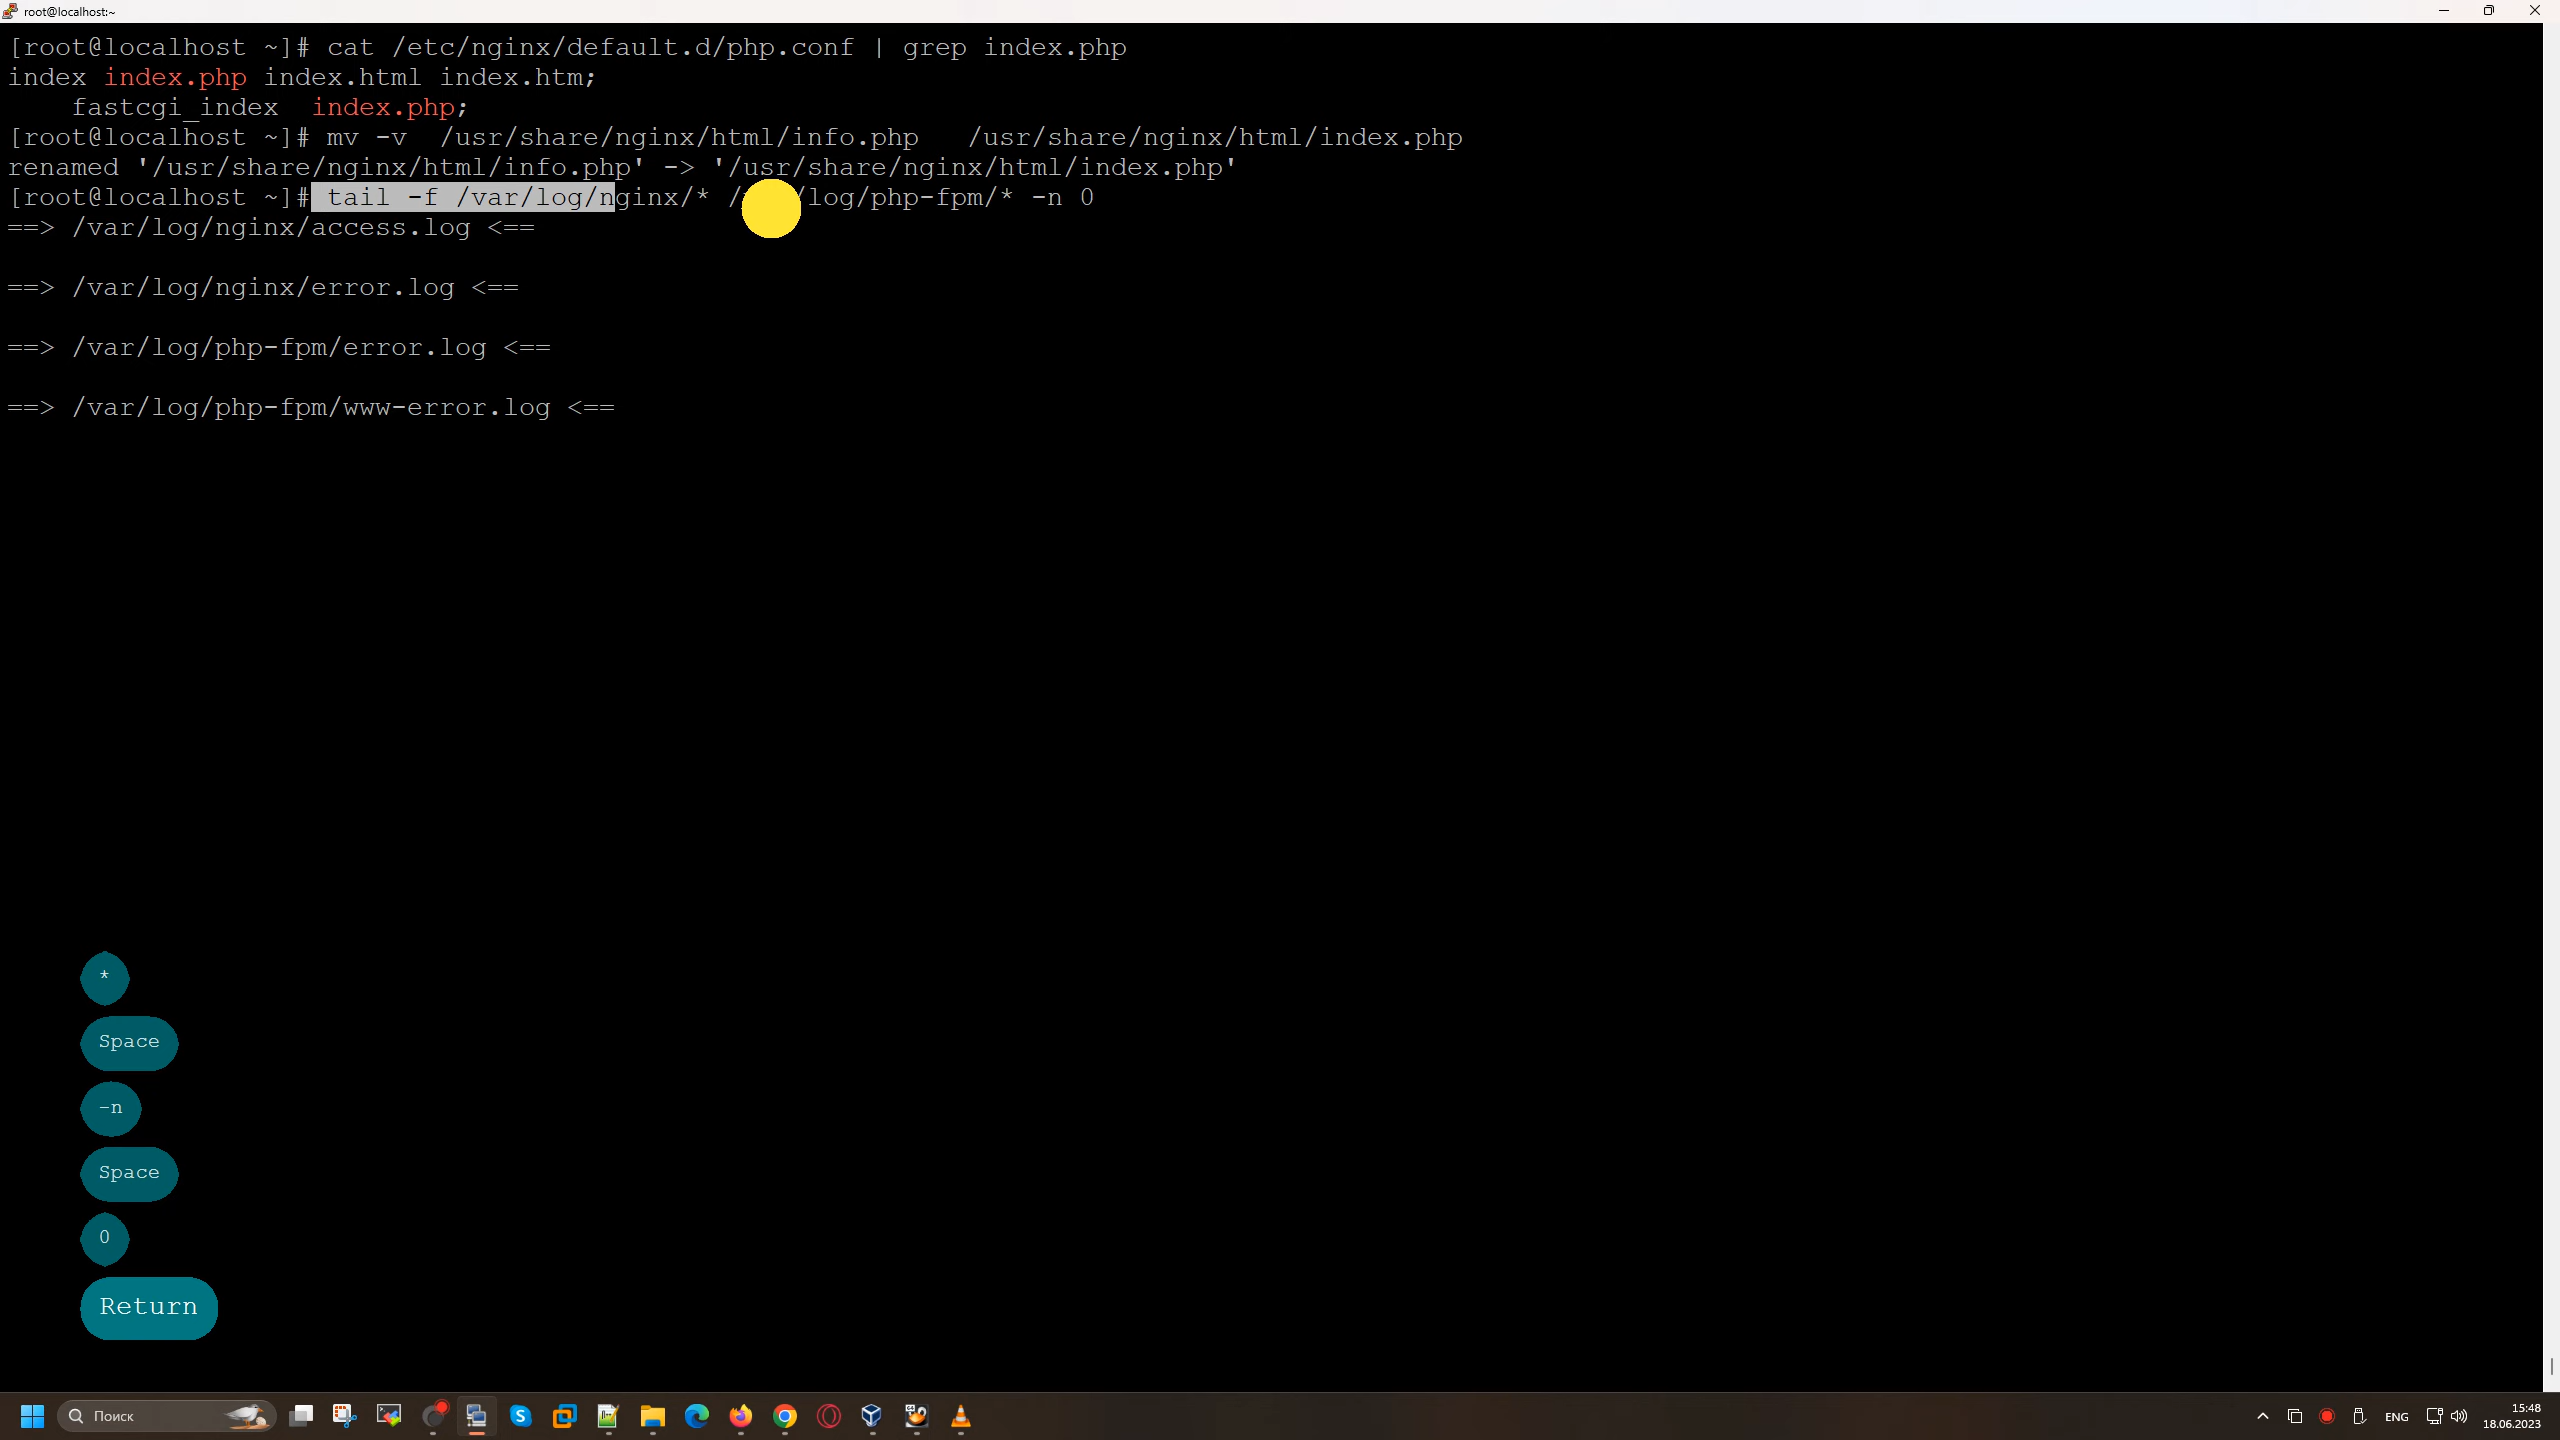 root@localhost:~
[root@localhost ~]# cat /etc/nginx/default.d/php.conf | grep index.php
index index.php index.html index.htm;
fastcgi_index  index.php;
[root@localhost ~]# mv -v  /usr/share/nginx/html/info.php   /usr/share/nginx/html/index.php
renamed '/usr/share/nginx/html/info.php' -> '/usr/share/nginx/html/index.php'
[root@localhost ~]# tail -f /var/log/nginx/* / /log/php-fpm/* -n 0
==> /var/log/nginx/access.log <==
==> /var/log/nginx/error.log <==
==> /var/log/php-fpm/error.log <==
==> /var/log/php-fpm/www-error.log <==
*
Space
-n
Space
0
Return
Поиск
ENG
15:48
18.06.2023